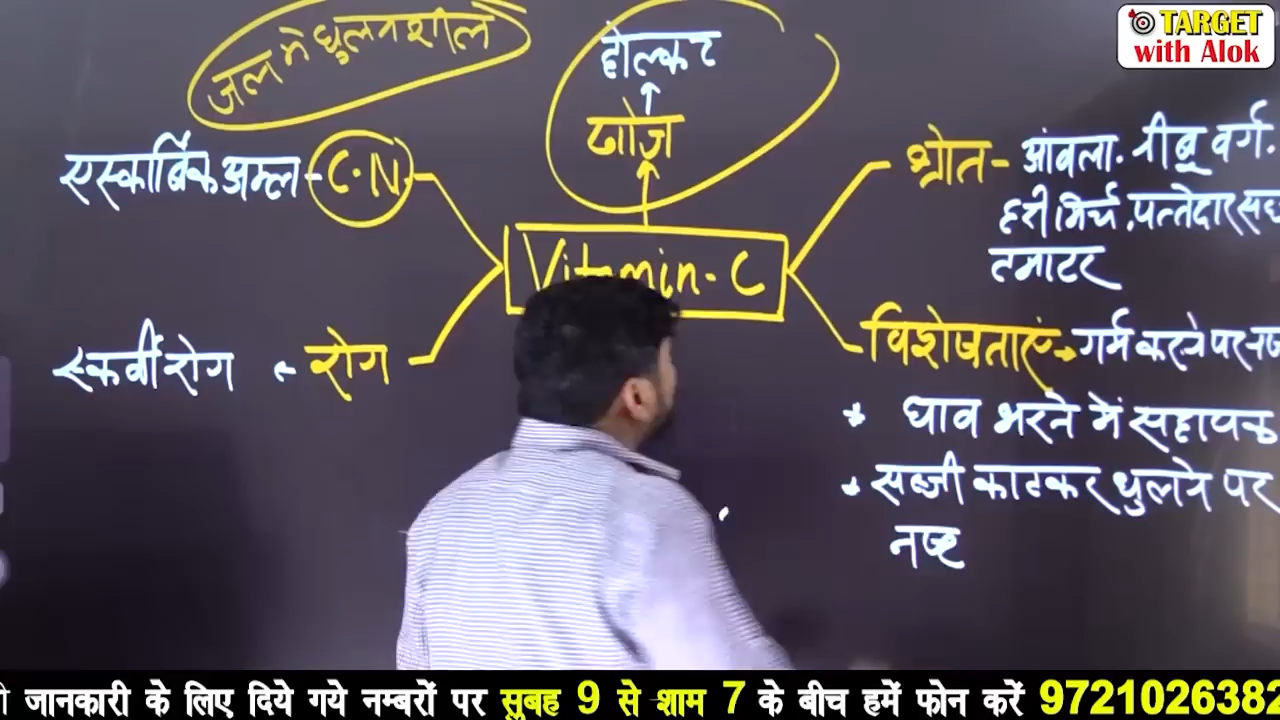 TARGET
with Alok
जल मे घुलनशील
होल्कर
खोज
एस्कार्बिक अम्ल - C.N.
Vitamin - C
श्रोत - आंवला. नीबू वर्ग.
हरी मिर्च, पत्तेदार
टमाटर
स्कर्वी रोग ← रोग
विशेषताएं → गर्म करने पर
* घाव भरने में सहायक
* सब्जी काटकर धुलने पर
नष्ट
जानकारी के लिए दिये गये नम्बरों पर सुबह 9 से शाम 7 के बीच हमें फोन करें 9721026382